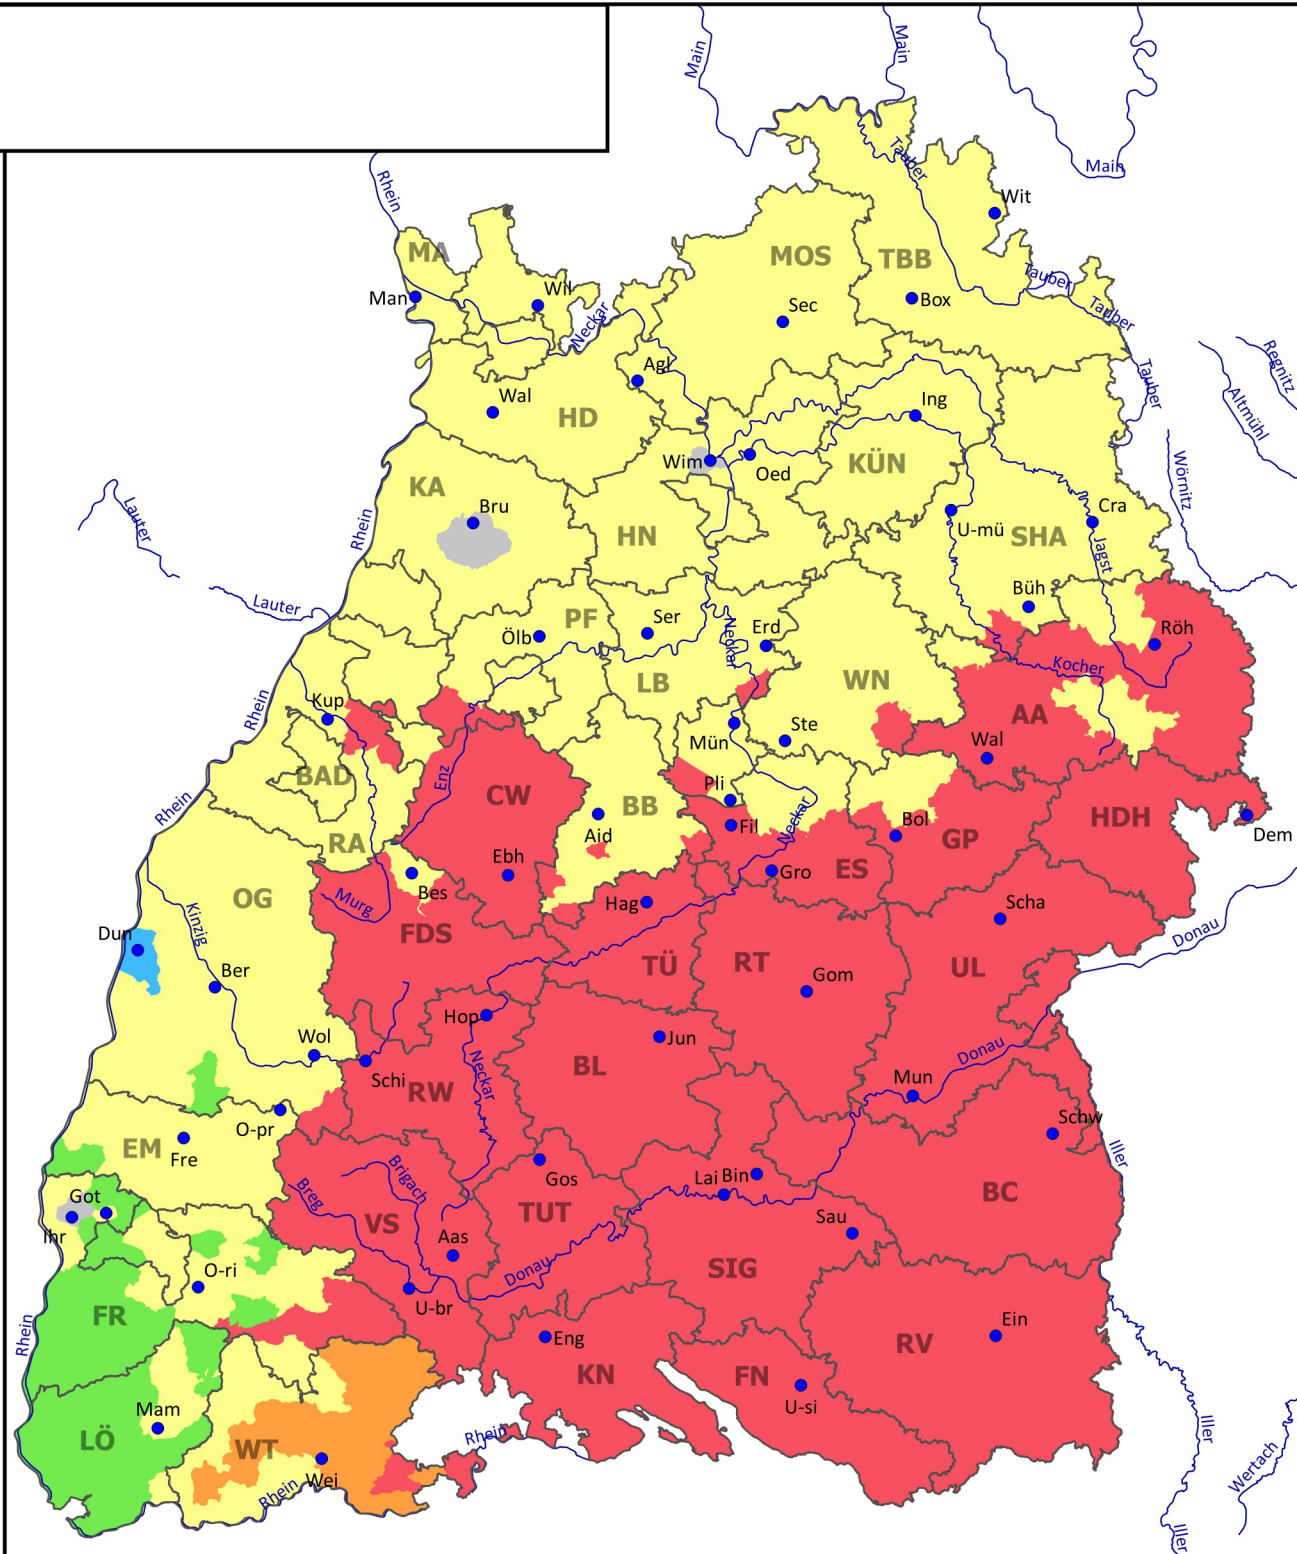 Main
Main
Main
Rhein
Tauber
Wit
MA
MOS
TBB
Tauber
Man
Wil
Neckar
Sec
Box
Tauber
Regnitz
Agl
Tauber
Altmühl
Wal
HD
Ing
Wim
Oed
KÜN
Wörnitz
KA
Lauter
Rhein
Bru
HN
U-mü
SHA
Cra
Jagst
Lauter
PF
Ser
Büh
Ölb
Neckar
Erd
Röh
Kocher
LB
WN
Rhein
Kup
AA
Mün
Ste
Wal
BAD
Enz
CW
Pli
BB
Neckar
Rhein
Fil
Bol
HDH
Aid
GP
Dem
RA
Ebh
Gro
ES
Bes
OG
Murg
Hag
Scha
Kinzig
FDS
Dun
Donau
TÜ
RT
UL
Ber
Gom
Hop
Jun
Wol
Donau
Schi
RW
Neckar
BL
Mun
O-pr
Schw
EM
Fre
Iller
Brigach
Gos
Lai
Bin
Breg
BC
Got
Ihr
VS
TUT
Sau
Aas
O-ri
Donau
SIG
U-br
FR
Rhein
Eng
Ein
KN
FN
RV
U-si
Mam
LÖ
WT
Rhein
Iller
Wei
Rhein
Wertach
Iller